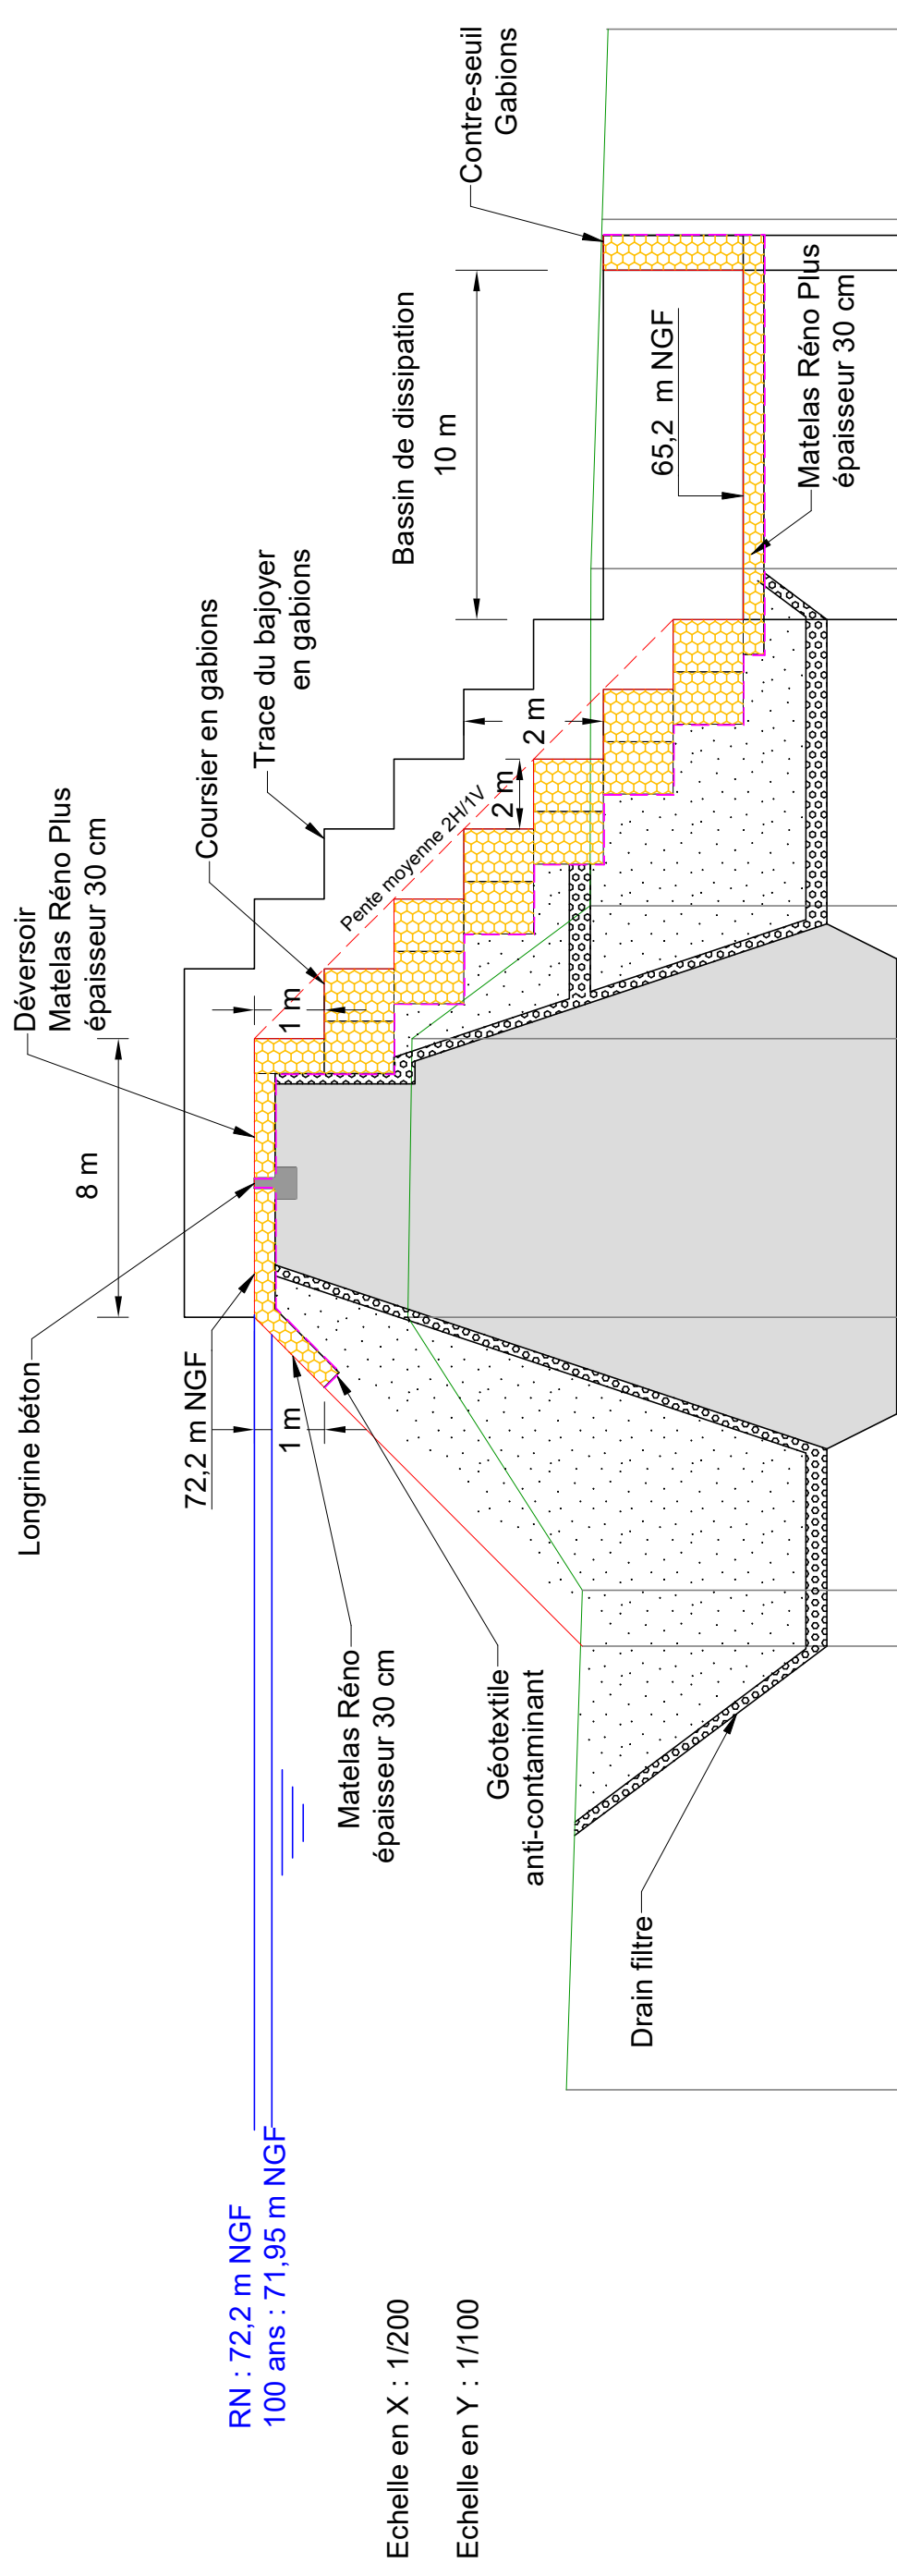 Longrine béton
Déversoir
Matelas Réno Plus
épaisseur 30 cm
8 m
72,2 m NGF
1 m
1 m
Coursier en gabions
Trace du bajoyer
en gabions
Pente moyenne 2H/1V
2 m
2 m
Bassin de dissipation
10 m
Contre-seuil
Gabions
65,2 m NGF
Matelas Réno Plus
épaisseur 30 cm
RN : 72,2 m NGF
100 ans : 71,95 m NGF
Matelas Réno
épaisseur 30 cm
Géotextile
anti-contaminant
Drain filtre
Echelle en X : 1/200
Echelle en Y : 1/100